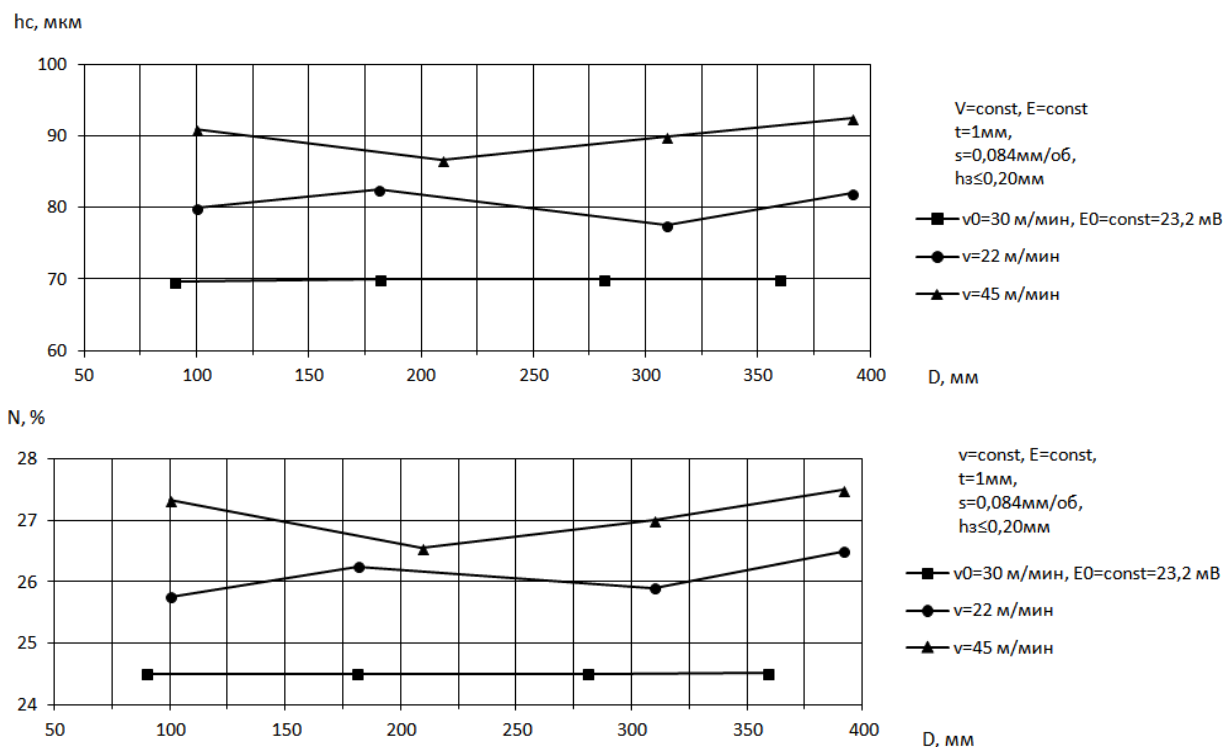 hc, мкм
100
90
80
70
60
50 100 150 200 250 300 350 400
D, мм
V=const, E=const
t=1мм,
s=0,084мм/об,
hз≤0,20мм
v0=30 м/мин, E0=const=23,2 мВ
v=22 м/мин
v=45 м/мин
N, %
28
27
26
25
24
50 100 150 200 250 300 350 400
D, мм
v=const, E=const,
t=1мм,
s=0,084мм/об,
hз≤0,20мм
v0=30 м/мин, E0=const=23,2 мВ
v=22 м/мин
v=45 м/мин